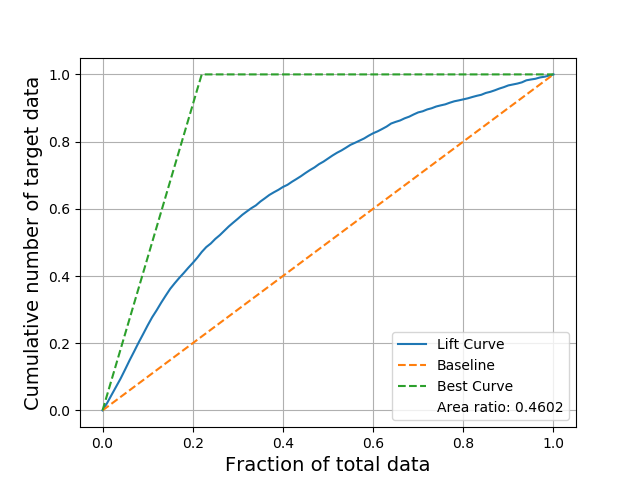 1.0
0.8
0.6
0.4
0.2
0.0
Cumulative number of target data
0.0 0.2 0.4 0.6 0.8 1.0
Fraction of total data
Lift Curve
Baseline
Best Curve
Area ratio: 0.4602